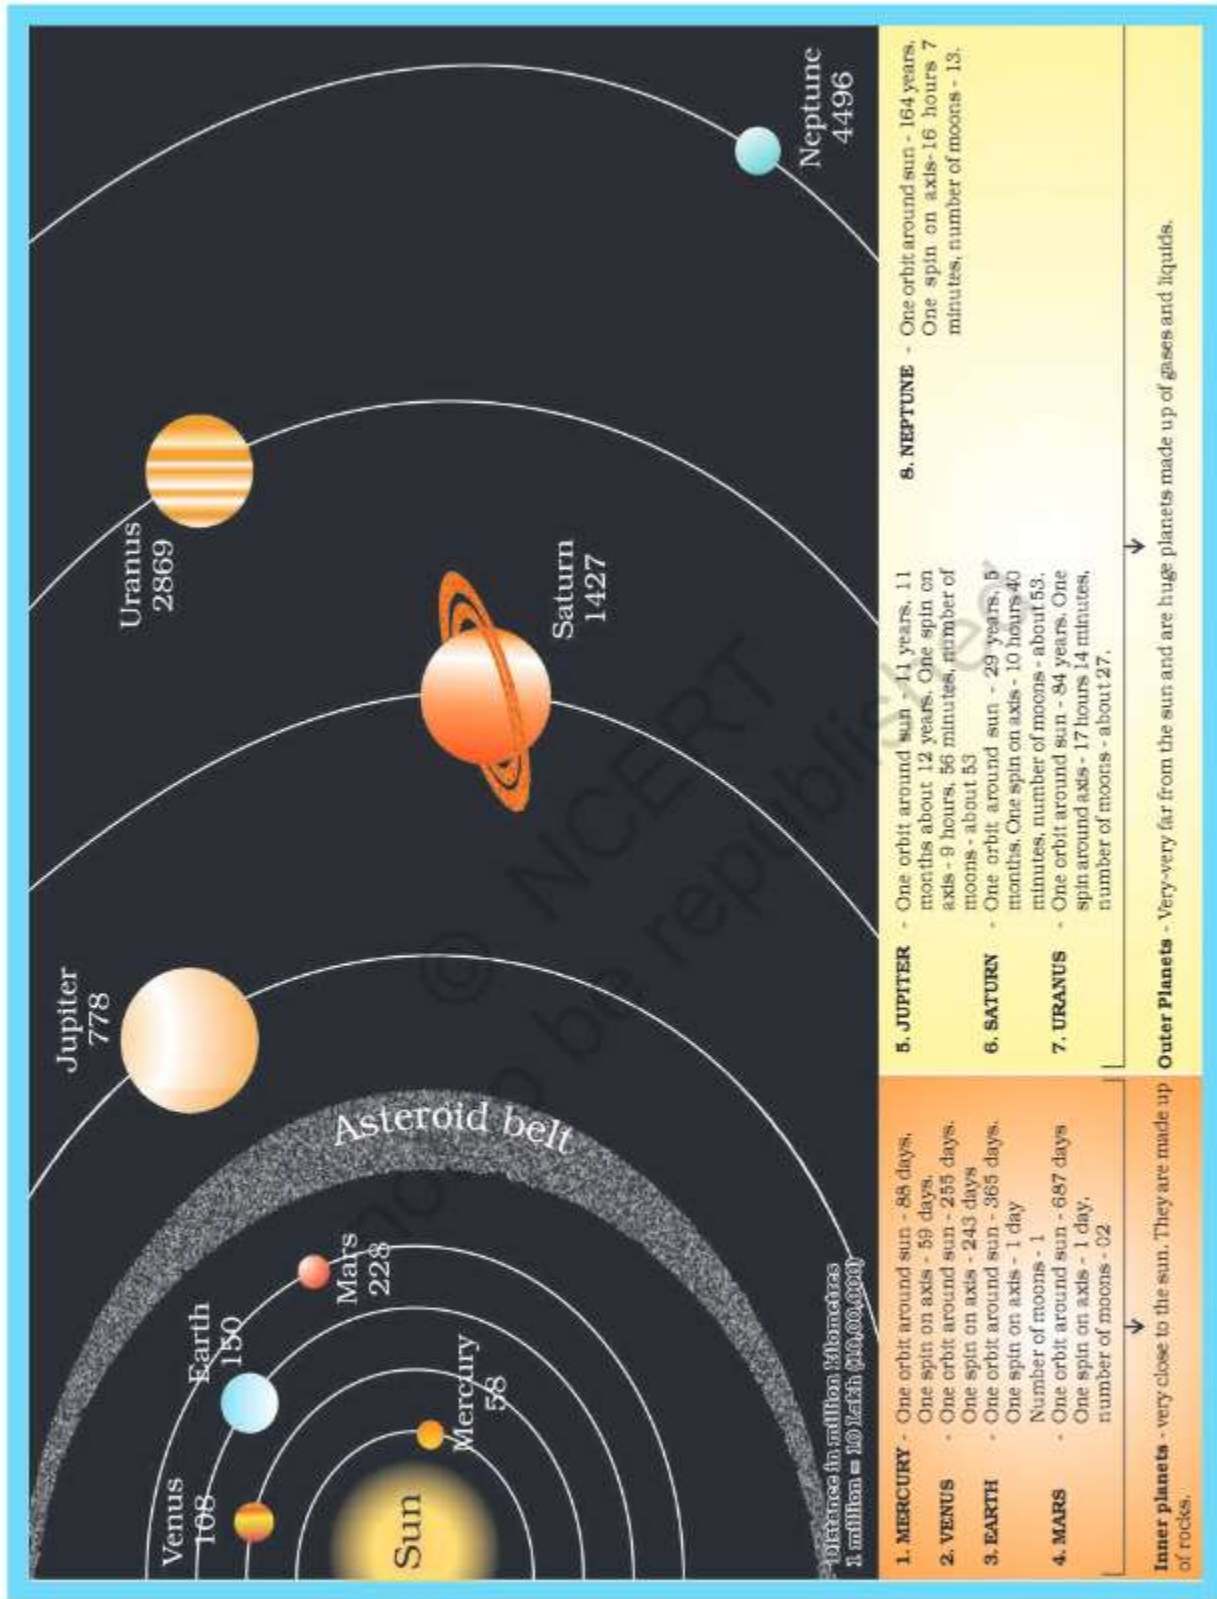 Sun
Mercury
58
Venus
108
Earth
150
Mars
228
Asteroid belt
Jupiter
778
Saturn
1427
Uranus
2869
Neptune
4496
Distance in million kilometres
1 million = 10 lakh (10,00,000)
1. MERCURY - One orbit around sun - 88 days,
One spin on axis - 59 days.
2. VENUS - One orbit around sun - 255 days.
One spin on axis - 243 days
3. EARTH - One orbit around sun - 365 days.
One spin on axis - 1 day
Number of moons - 1
4. MARS - One orbit around sun - 687 days
One spin on axis - 1 day,
number of moons - 02
5. JUPITER - One orbit around sun - 11 years, 11
months about 12 years. One spin on
axis - 9 hours, 56 minutes, number of
moons - about 53
6. SATURN - One orbit around sun - 29 years, 5
months. One spin on axis - 10 hours 40
minutes, number of moons - about 53.
7. URANUS - One orbit around sun - 84 years. One
spin around axis - 17 hours 14 minutes,
number of moons - about 27.
8. NEPTUNE - One orbit around sun - 164 years.
One spin on axis-16 hours 7
minutes, number of moons - 13.
Inner planets - very close to the sun. They are made up
of rocks.
Outer Planets - Very-very far from the sun and are huge planets made up of gases and liquids.
© NCERT
not to be republished